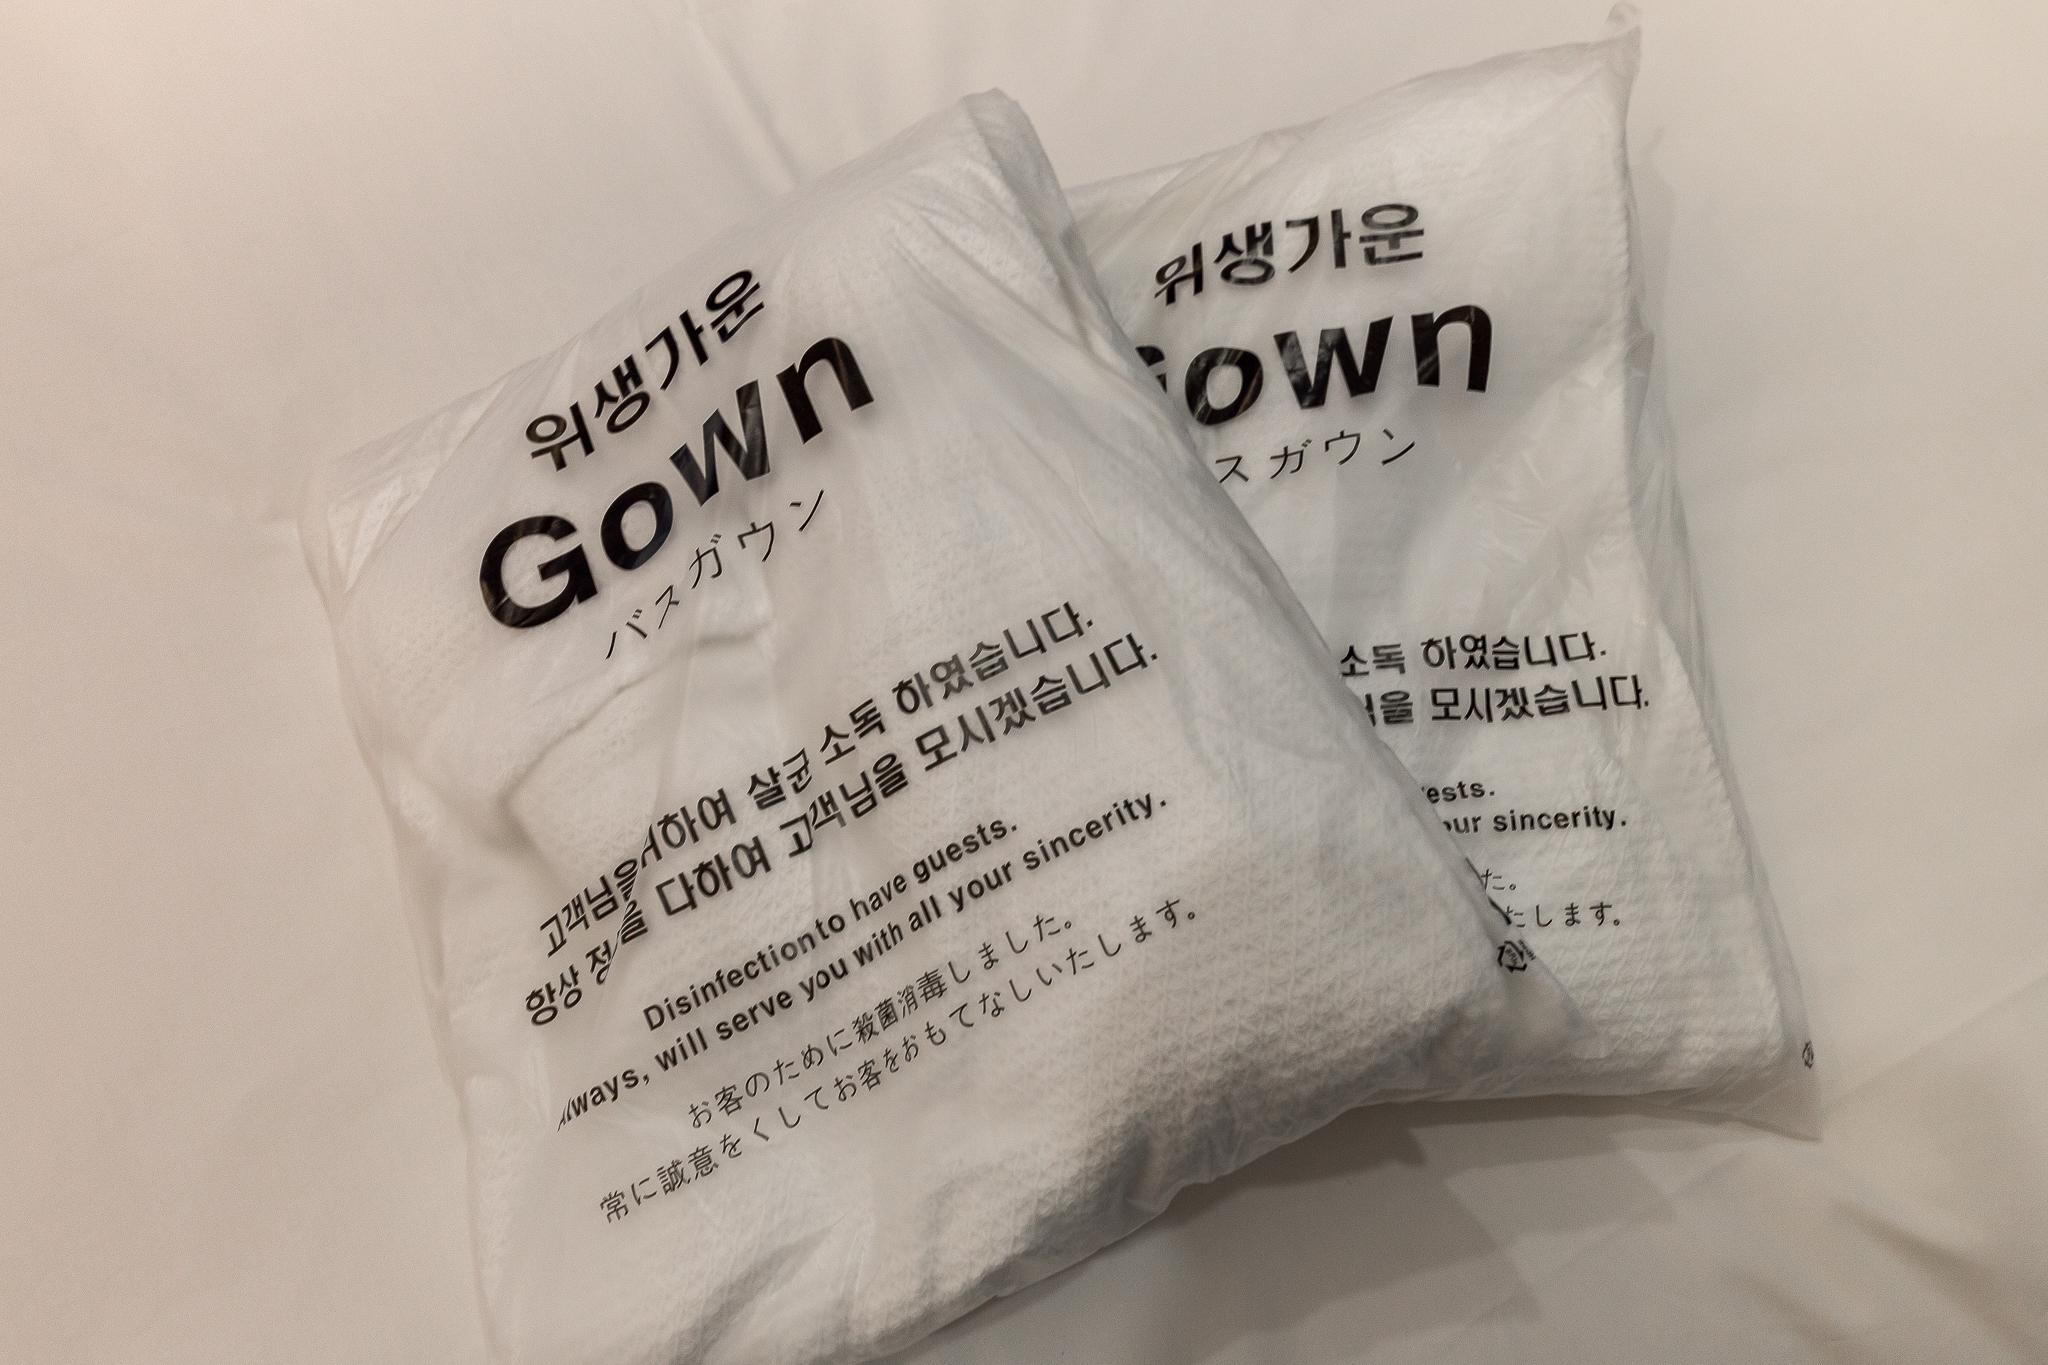 위생가운
Gown
バスガウン
고객님을 하여 살균 소독 하였습니다.
항상 을 다하여 고객님을 모시겠습니다.
Disinfection to have guests.
will serve you with all your sincerity.
お客のために殺菌消毒しました。
常に誠意をくしてお客をおもてなしいたします。
위생가운
own
スガウン
소독 하였습니다.
을 모시겠습니다.
ests.
our sincerity.
た。
たします。